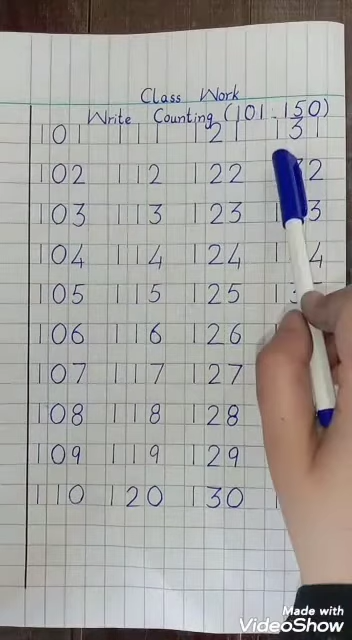 Class Work
Write Counting (101-150)
101 111 121 131
102 112 122 132
103 113 123 133
104 114 124
105 115 125
106 116 126
107 117 127
108 118 128
109 119 129
110 120 130
Made with
VideoShow